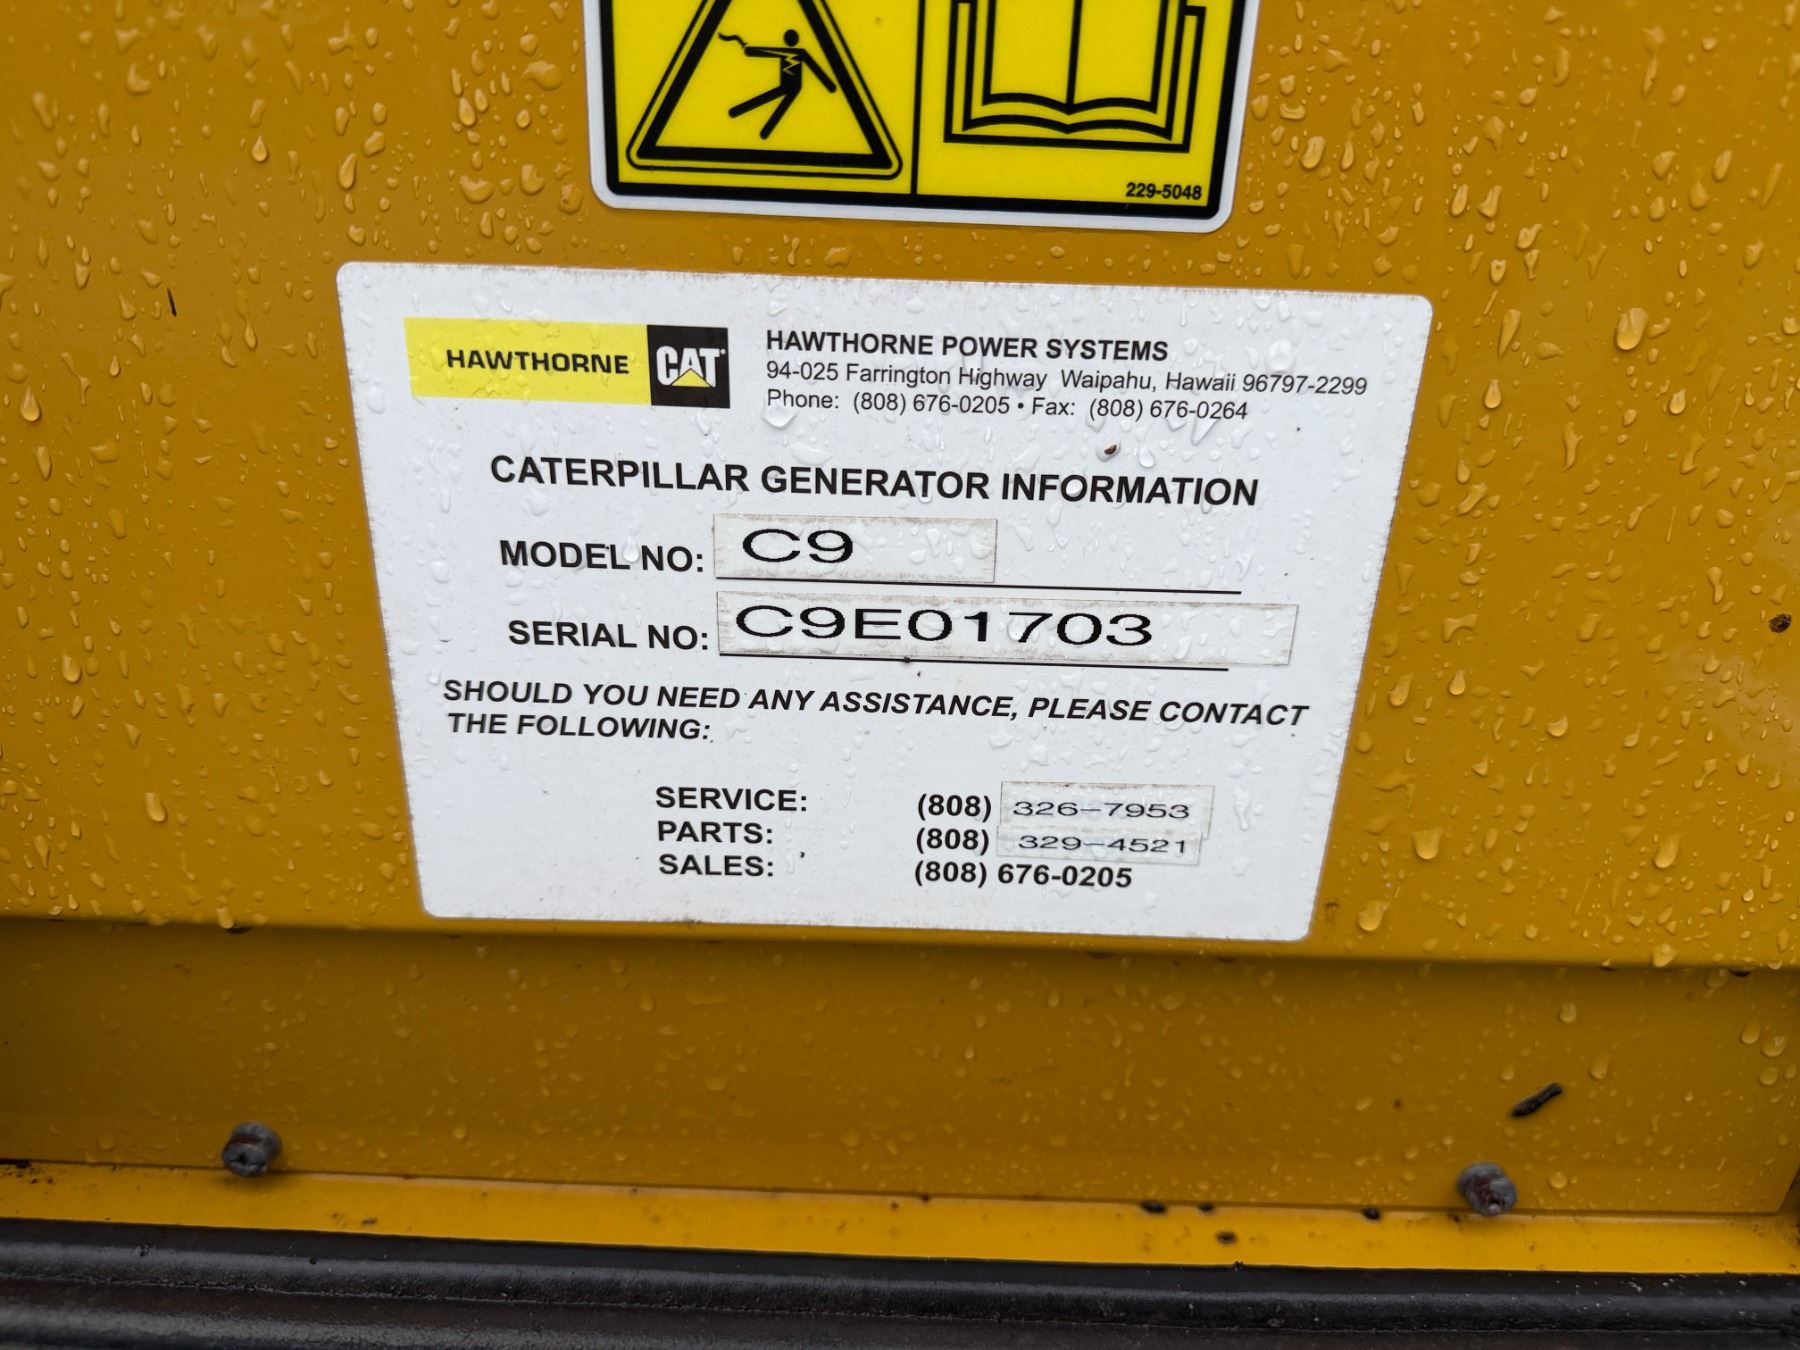 229-5048
HAWTHORNE CAT
HAWTHORNE POWER SYSTEMS
94-025 Farrington Highway Waipahu, Hawaii 96797-2299
Phone: (808) 676-0205 • Fax: (808) 676-0264
CATERPILLAR GENERATOR INFORMATION
MODEL NO: C9
SERIAL NO: C9E01703
SHOULD YOU NEED ANY ASSISTANCE, PLEASE CONTACT
THE FOLLOWING:
SERVICE: (808) 326-7953
PARTS: (808) 329-4521
SALES: (808) 676-0205